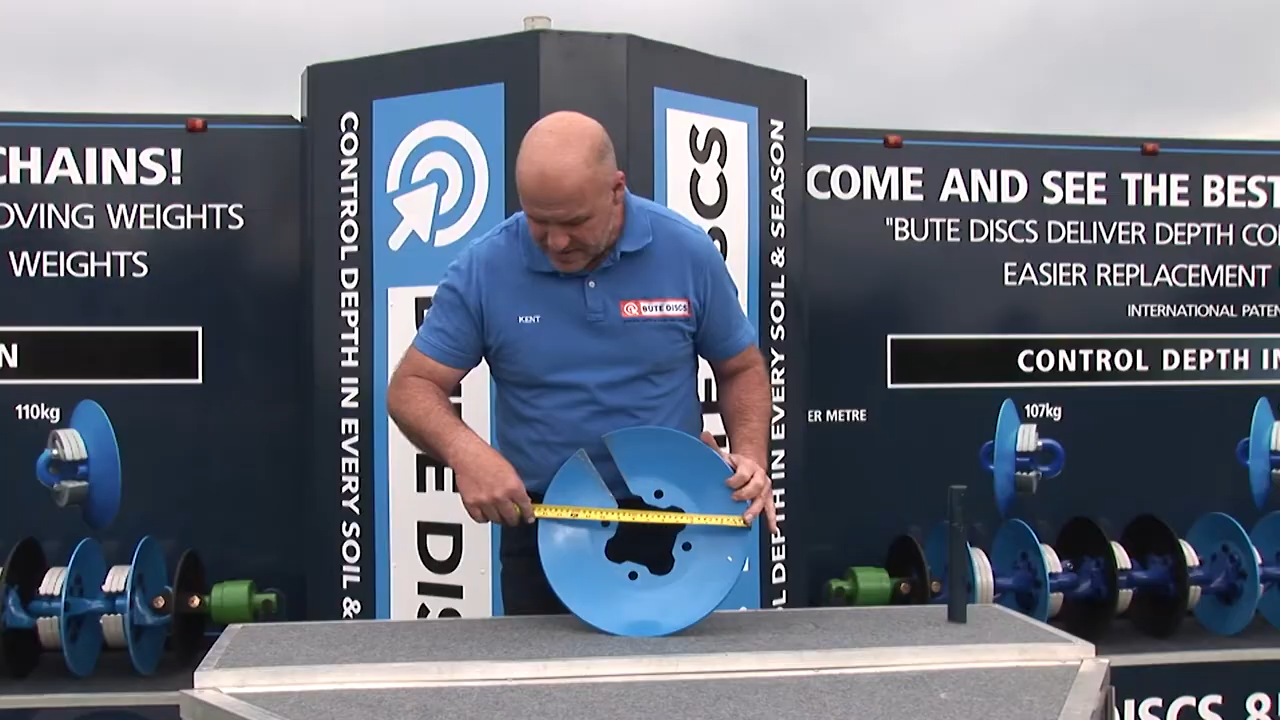 CHAINS!
OVING WEIGHTS
WEIGHTS
N
110kg
CONTROL DEPTH IN EVERY SOIL &
KENT
BUTE DISCS
DEPTH IN EVERY SOIL & SEASON
COME AND SEE THE BEST
"BUTE DISCS DELIVER DEPTH CO
EASIER REPLACEMENT
INTERNATIONAL PATEN
CONTROL DEPTH IN
ER METRE
107kg